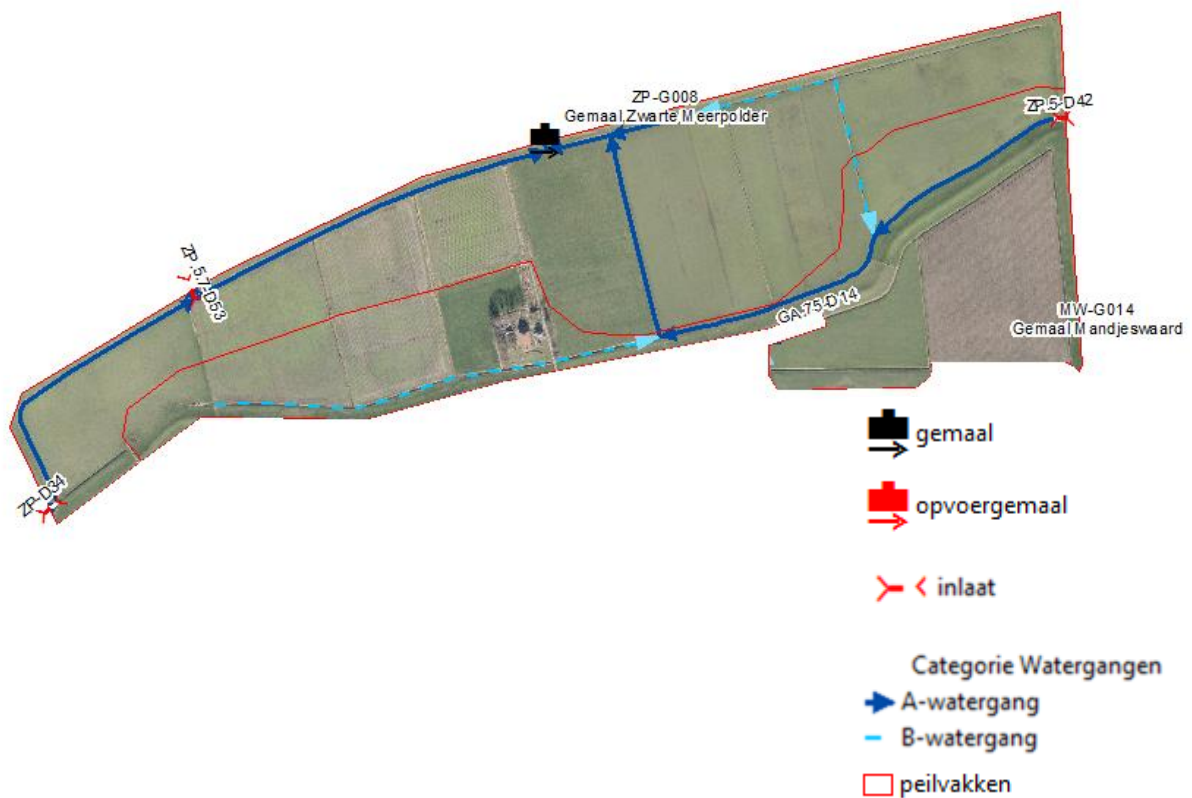 ZP-G008
Gemaal Zwarte Meerpolder
ZP.5-D42
ZP.5.7-D53
GA.75-D14
MW-G014
Gemaal Mandjeswaard
ZP-D34
gemaal
opvoergemaal
inlaat
Categorie Watergangen
A-watergang
B-watergang
peilvakken